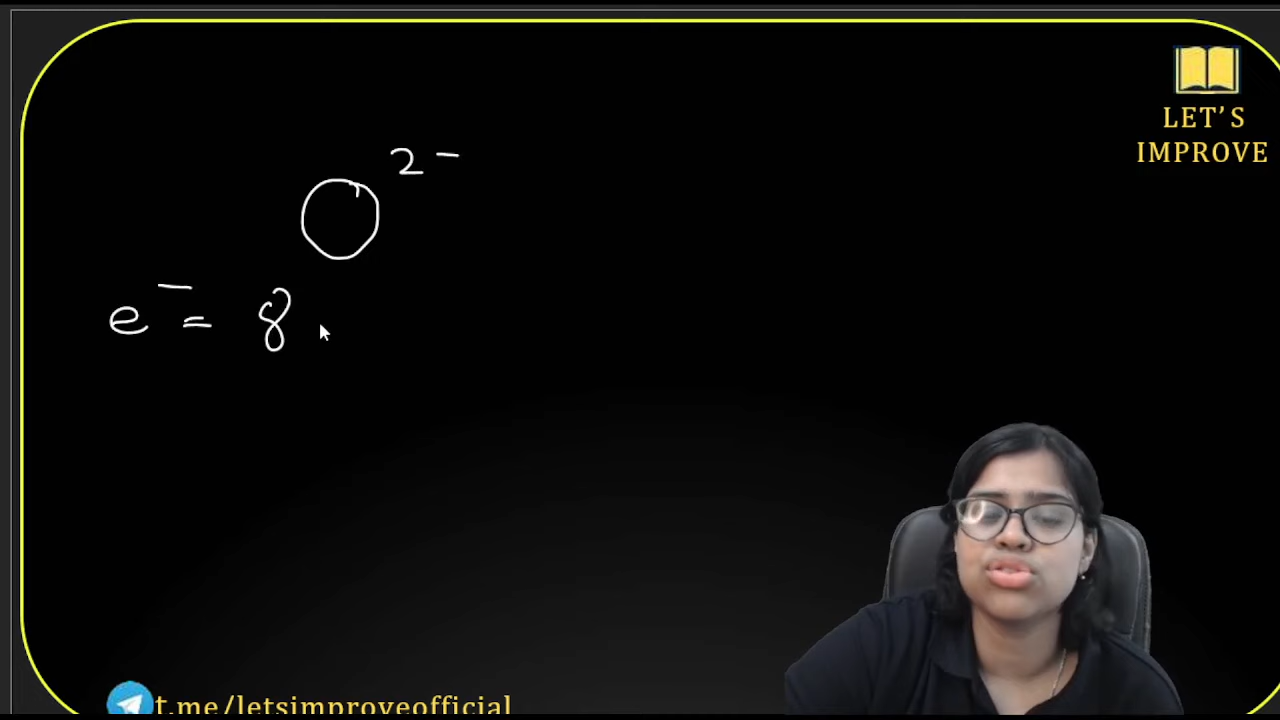 LET'S
IMPROVE
O²⁻
e⁻ = 8
t.me/letsimproveofficial